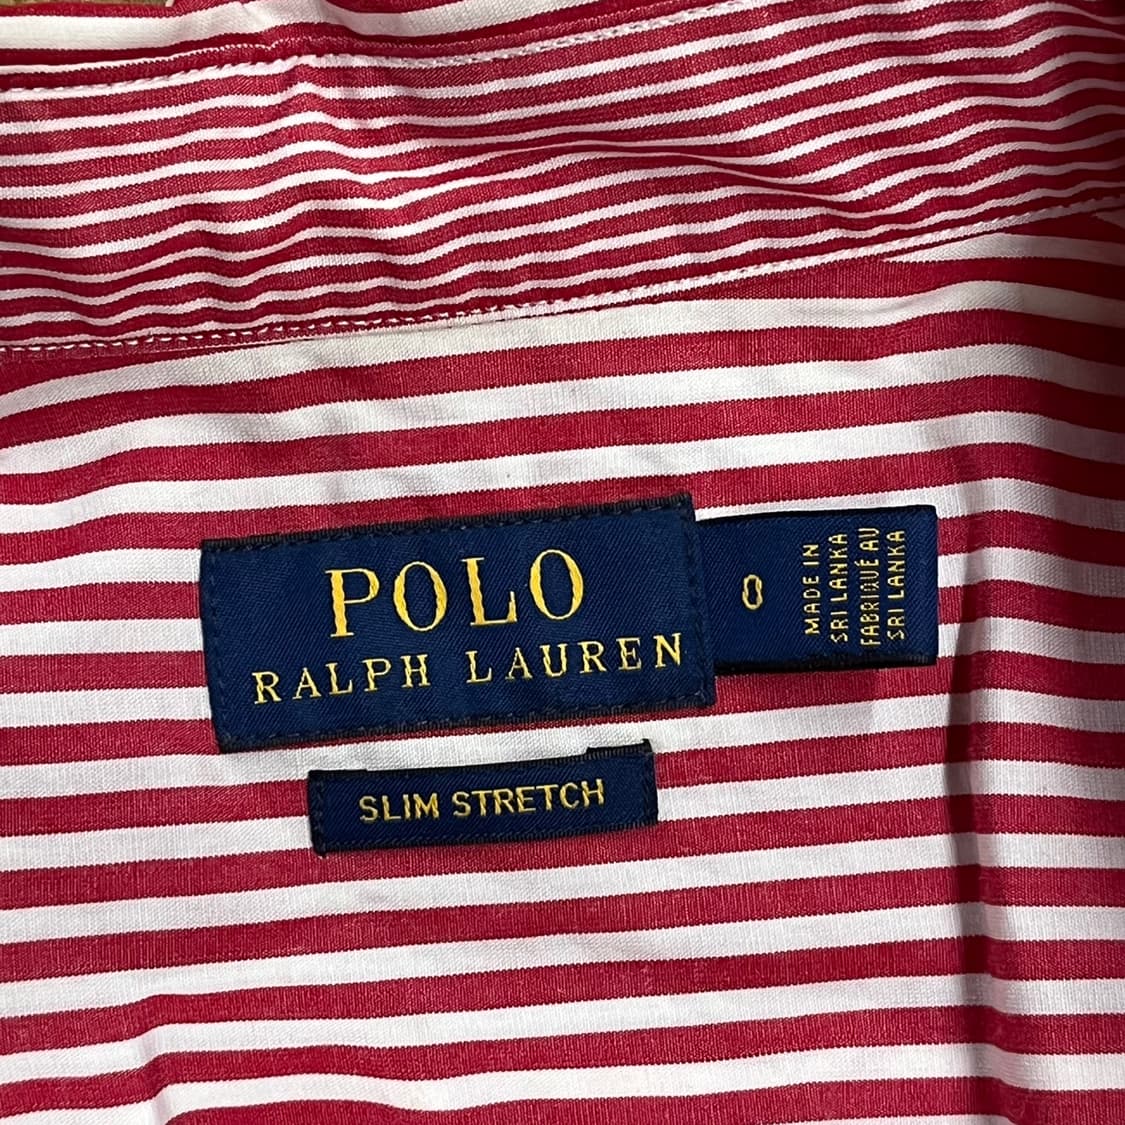 POLO
RALPH LAUREN
0
MADE IN
SRI LANKA
FABRIQUÉ AU
SRI LANKA
SLIM STRETCH